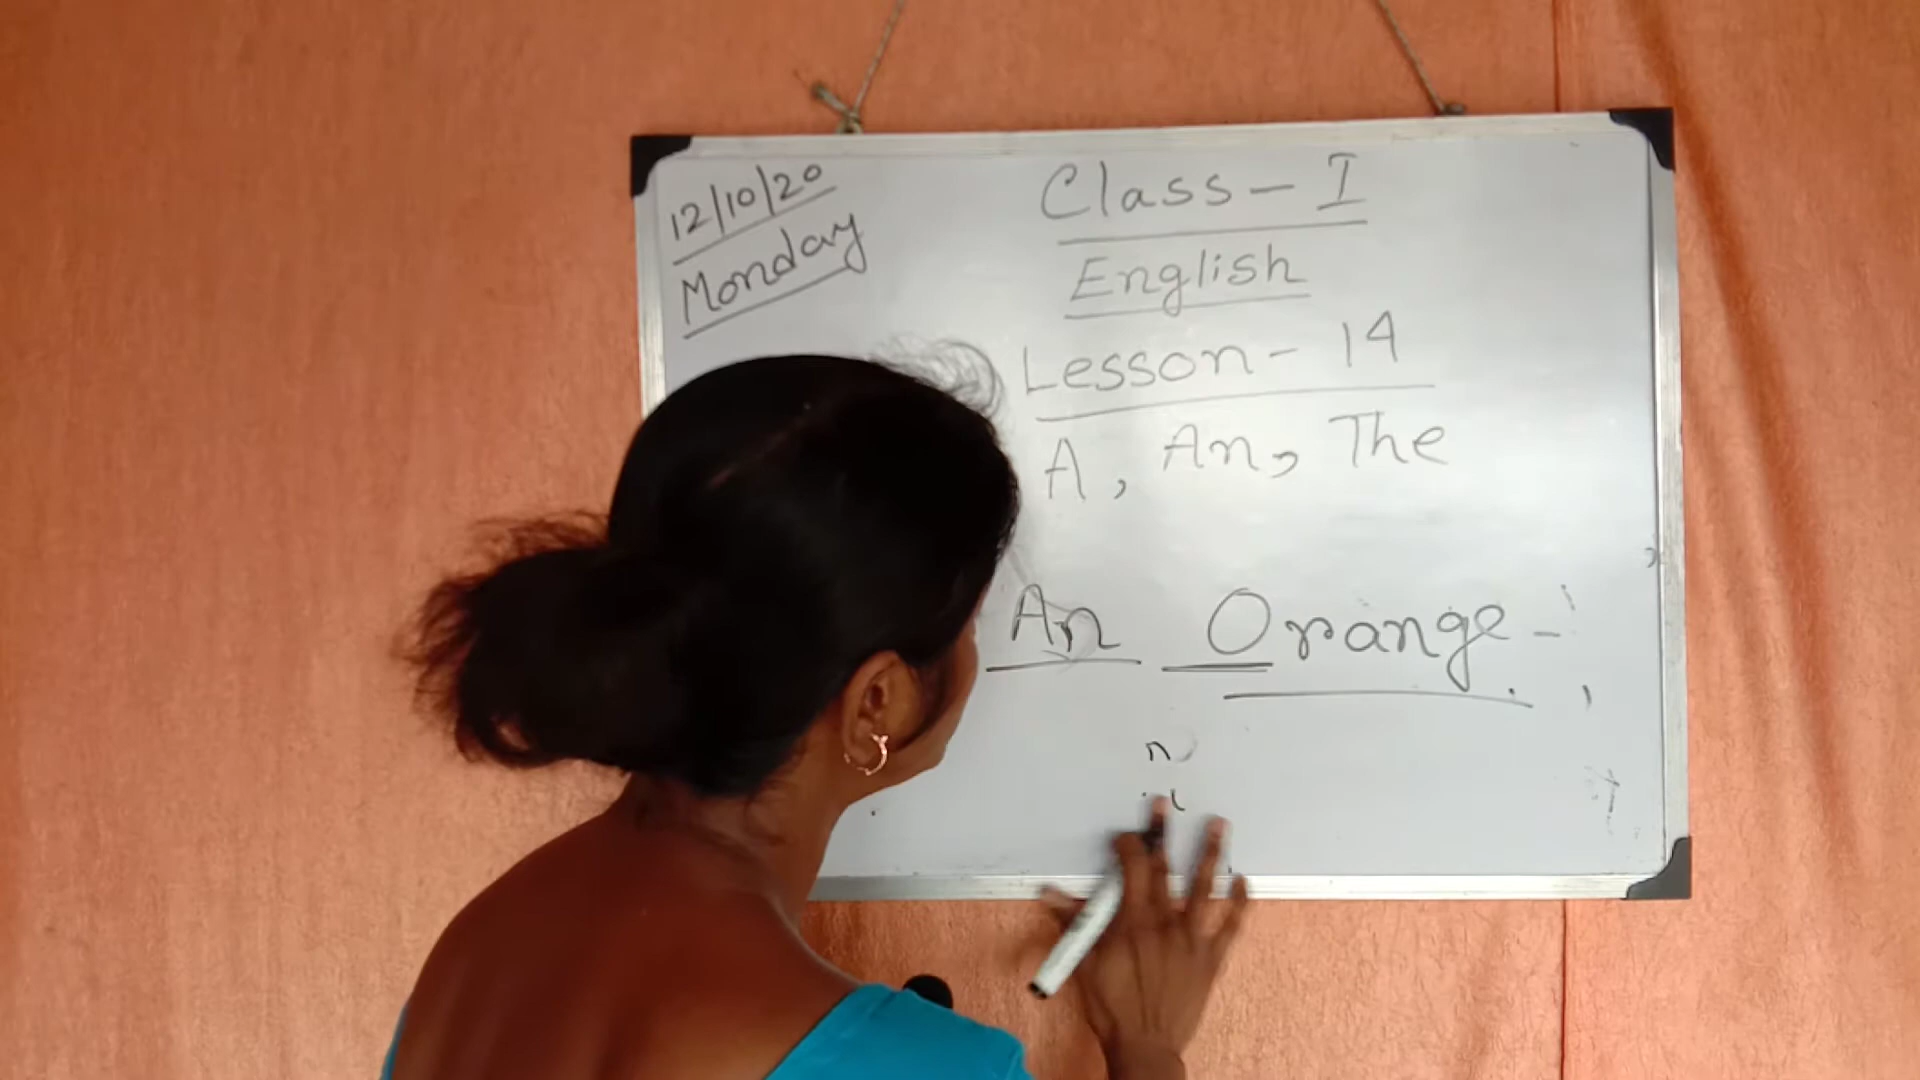 12/10/20
Monday
Class - I
English
Lesson - 14
A, An, The
An Orange -
n